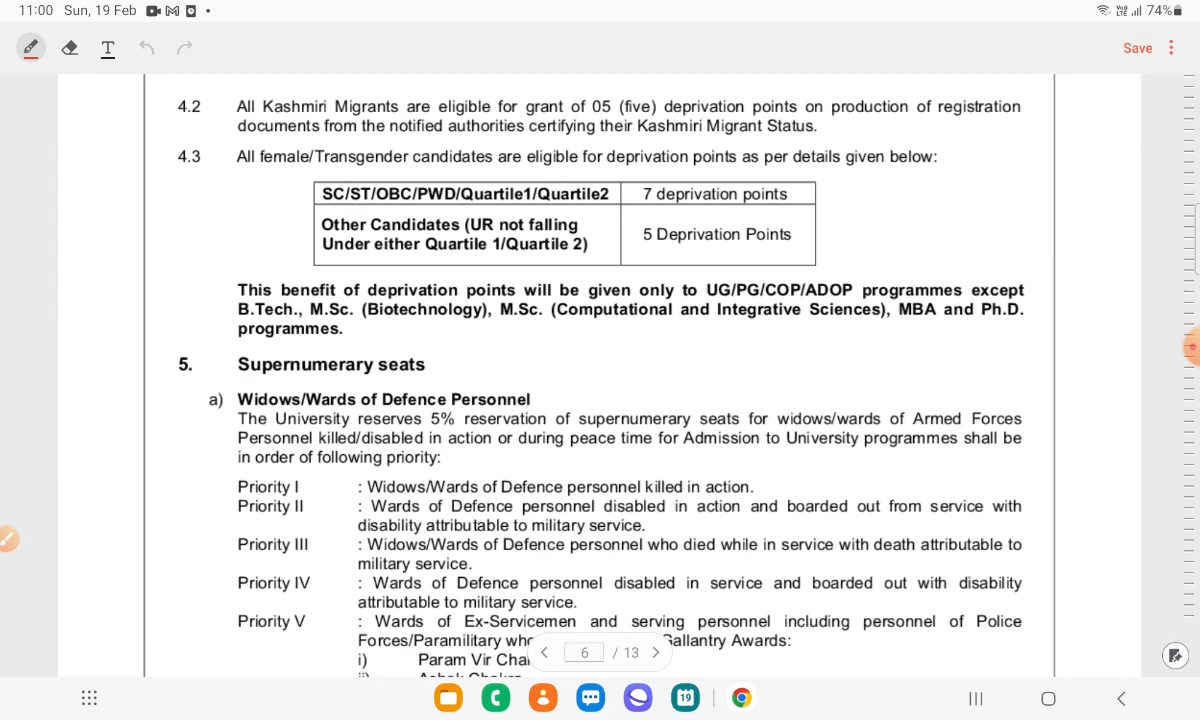 11:00 Sun, 19 Feb
74%
T
Save
4.2 All Kashmiri Migrants are eligible for grant of 05 (five) deprivation points on production of registration
documents from the notified authorities certifying their Kashmiri Migrant Status.
4.3 All female/Transgender candidates are eligible for deprivation points as per details given below:
SC/ST/OBC/PWD/Quartile1/Quartile2 7 deprivation points
Other Candidates (UR not falling
Under either Quartile 1/Quartile 2) 5 Deprivation Points
This benefit of deprivation points will be given only to UG/PG/COP/ADOP programmes except
B.Tech., M.Sc. (Biotechnology), M.Sc. (Computational and Integrative Sciences), MBA and Ph.D.
programmes.
5. Supernumerary seats
a) Widows/Wards of Defence Personnel
The University reserves 5% reservation of supernumerary seats for widows/wards of Armed Forces
Personnel killed/disabled in action or during peace time for Admission to University programmes shall be
in order of following priority:
Priority I : Widows/Wards of Defence personnel killed in action.
Priority II : Wards of Defence personnel disabled in action and boarded out from service with
disability attributable to military service.
Priority III : Widows/Wards of Defence personnel who died while in service with death attributable to
military service.
Priority IV : Wards of Defence personnel disabled in service and boarded out with disability
attributable to military service.
Priority V : Wards of Ex-Servicemen and serving personnel including personnel of Police
Forces/Paramilitary Gallantry Awards:
i) Param Vir
6 / 13
19